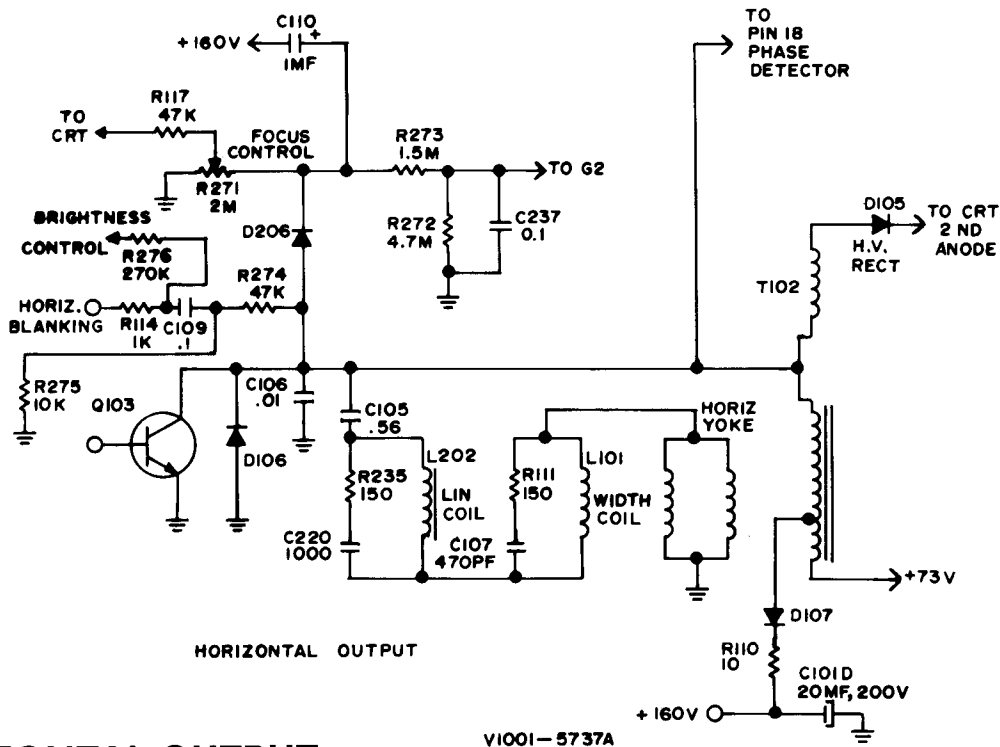 C110
+160V
+
1MF
TO
PIN 18
PHASE
DETECTOR
R117
47K
TO
CRT
FOCUS
CONTROL
R271
2M
R273
1.5M
TO G2
R272
4.7M
C237
0.1
BRIGHTNESS
CONTROL
R276
270K
D206
R274
47K
HORIZ.
BLANKING
R114
1K
C109
.1
D105
H.V.
RECT
TO CRT
2 ND
ANODE
T102
R275
10K
Q103
D106
C106
.01
C105
.56
R235
150
L202
LIN
COIL
C220
1000
R111
150
C107
470PF
L101
WIDTH
COIL
HORIZ
YOKE
+73V
D107
R110
10
C101D
20MF, 200V
+160V
HORIZONTAL OUTPUT
V1001-5737A